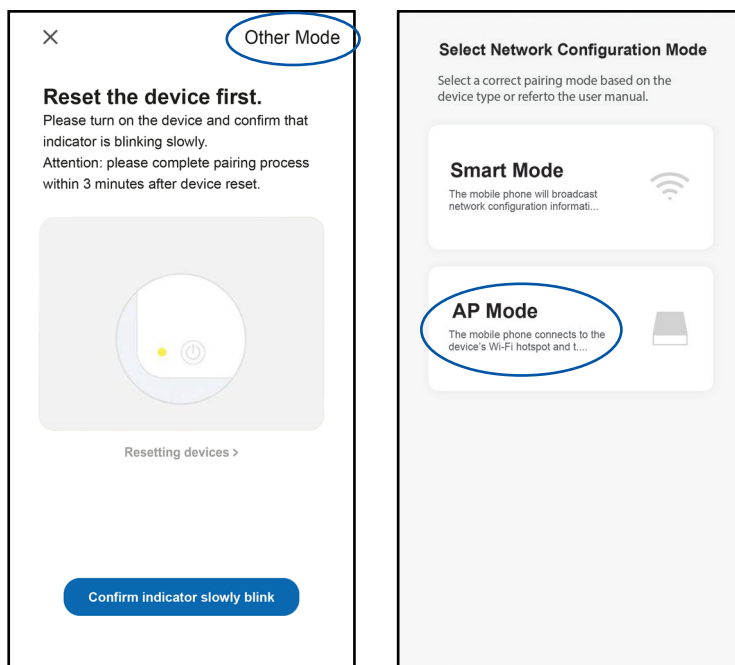 Other Mode
Reset the device first.
Please turn on the device and confirm that
indicator is blinking slowly.
Attention: please complete pairing process
within 3 minutes after device reset.
Resetting devices >
Confirm indicator slowly blink
Select Network Configuration Mode
Select a correct pairing mode based on the
device type or referto the user manual.
Smart Mode
The mobile phone will broadcast
network configuration informati...
AP Mode
The mobile phone connects to the
device's Wi-Fi hotspot and t....